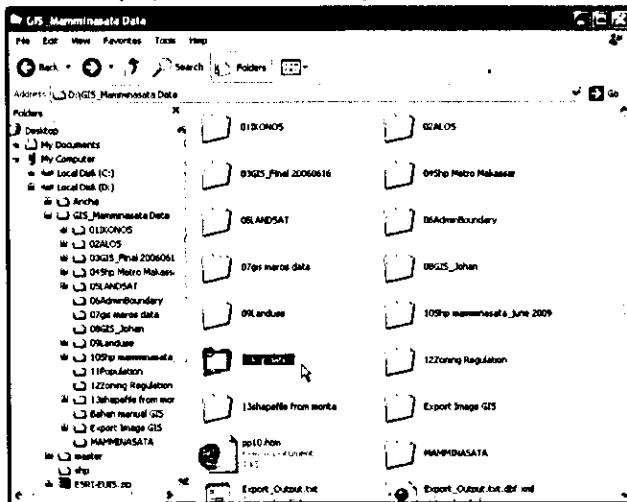 GIS_Mamminasata Data
File Edit View Favorites Tools Help
Back Search Folders
Address D:\GIS_Mamminasata Data Go
Folders
Desktop
My Documents
My Computer
Local Disk (C:)
Local Disk (D:)
Ancha
GIS_Mamminasata Data
01IKONOS
02ALOS
03GIS_Final 2006061
04Shp Metro Makass
05LANDSAT
06AdminBoundary
07gis maros data
08GIS_Johan
09Landuse
10Shp mamminasata_
11Population
12Zoning Regulation
13shapefile from mor
Bahan manual GIS
Export Image GIS
MAMMINASATA
master
shp
ESRI-EUIS.zip
01IKONOS
02ALOS
03GIS_Final 20060616
04Shp Metro Makassar
05LANDSAT
06AdminBoundary
07gis maros data
08GIS_Johan
09Landuse
10Shp mamminasata_June 2009
12Zoning Regulation
13shapefile from morita
Export Image GIS
pp10.htm
MAMMINASATA
Export_Output.txt
Export_Output.txt.dbf.xml